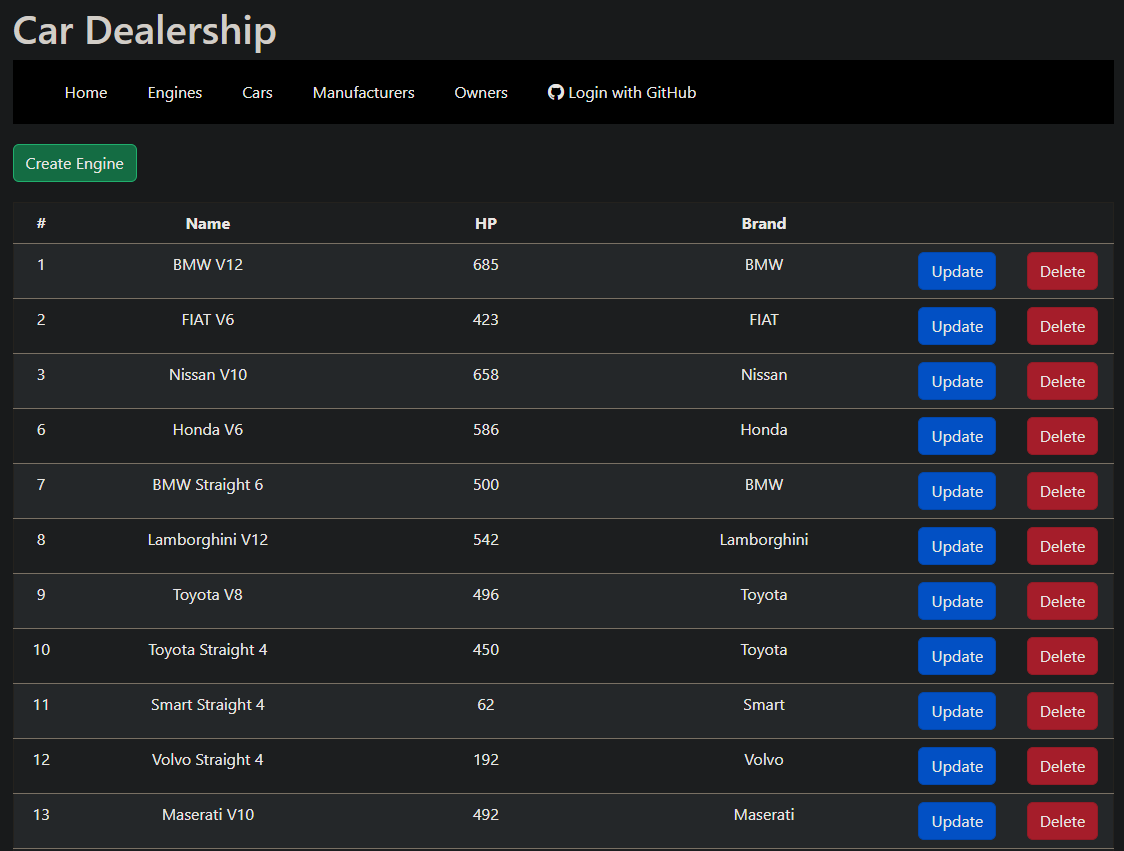 Car Dealership
Home Engines Cars Manufacturers Owners Login with GitHub
Create Engine
# Name HP Brand
1 BMW V12 685 BMW Update Delete
2 FIAT V6 423 FIAT Update Delete
3 Nissan V10 658 Nissan Update Delete
6 Honda V6 586 Honda Update Delete
7 BMW Straight 6 500 BMW Update Delete
8 Lamborghini V12 542 Lamborghini Update Delete
9 Toyota V8 496 Toyota Update Delete
10 Toyota Straight 4 450 Toyota Update Delete
11 Smart Straight 4 62 Smart Update Delete
12 Volvo Straight 4 192 Volvo Update Delete
13 Maserati V10 492 Maserati Update Delete